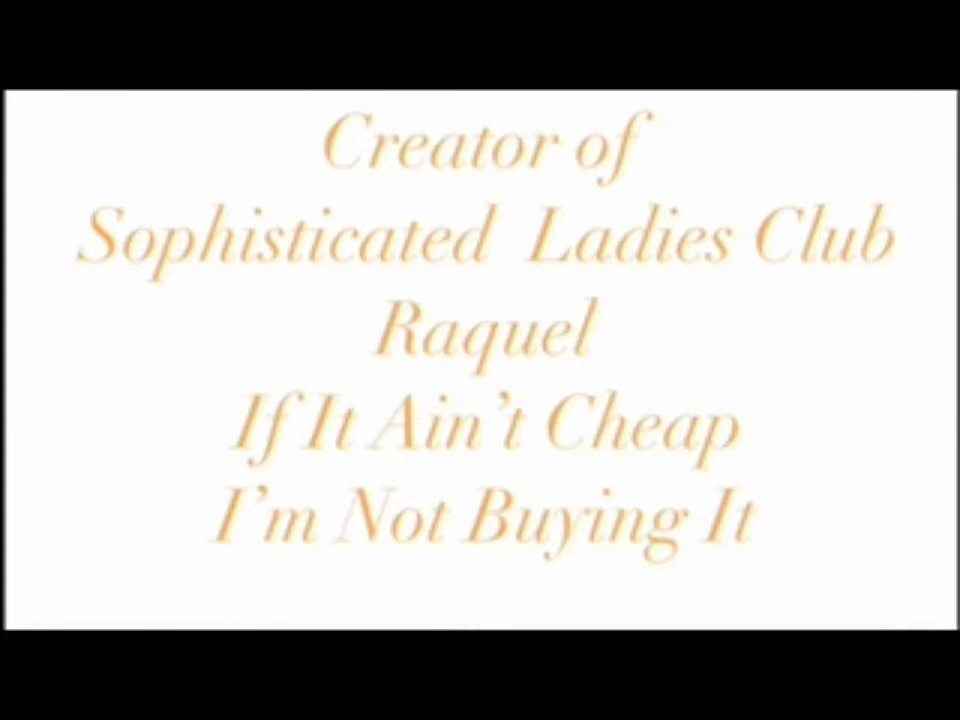 Creator of
Sophisticated Ladies Club
Raquel
If It Ain't Cheap
I'm Not Buying It